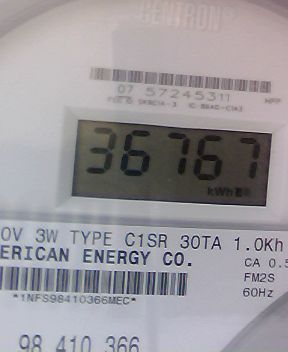 CENTRON
07 57245311
36767
kWh
0V 3W TYPE C1SR 30TA 1.0Kh
ERICAN ENERGY CO.
CA 0.5
FM2S
*1NFS98410366MEC*
60Hz
98 410 366